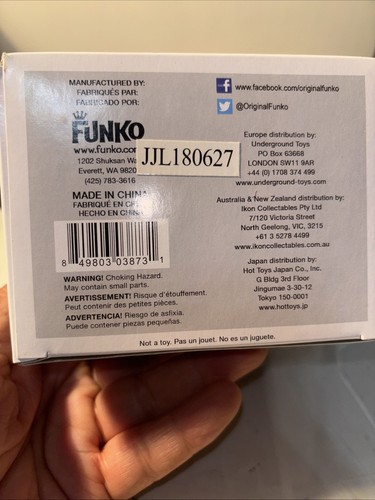 MANUFACTURED BY:
FABRIQUÉS PAR:
FABRICADO POR:
FUNKO
www.funko.com
1202 Shuksan
Everett, WA 9820
(425) 783-3616
JJL180627
MADE IN CHINA
FABRIQUÉ EN
HECHO EN CHINA
8 49803 03873 1
WARNING! Choking Hazard.
May contain small parts.
AVERTISSEMENT! Risque d'étouffement.
Peut contenir des petites pièces.
ADVERTENCIA! Riesgo de asfixia.
Puede contener piezas pequeñas.
www.facebook.com/originalfunko
@OriginalFunko
Europe distribution by:
Underground Toys
PO Box 63668
LONDON SW11 9AR
+44 (0) 1708 374 499
www.underground-toys.com
Australia & New Zealand distribution by:
Ikon Collectables Pty Ltd
7/120 Victoria Street
North Geelong, VIC, 3215
+61 3 5278 4499
www.ikoncollectables.com.au
Japan distribution by:
Hot Toys Japan Co., Inc.
G Bldg 3rd Floor
Jingumae 3-30-12
Tokyo 150-0001
www.hottoys.jp
Not a toy. Pas un jouet. No es un juguete.